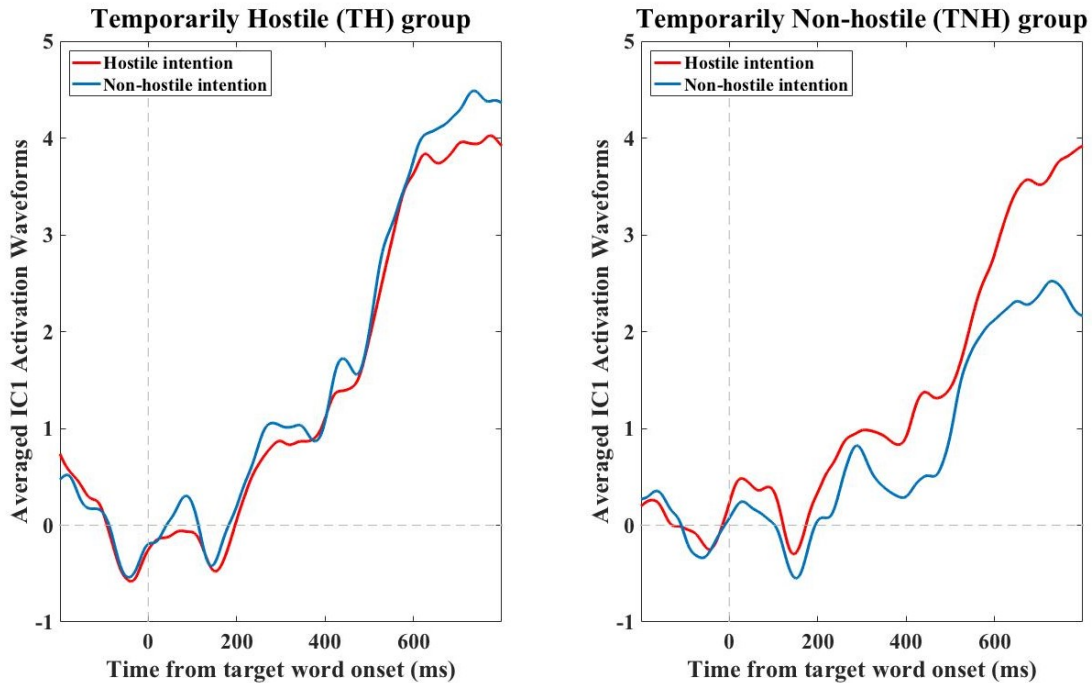 Temporarily Hostile (TH) group
Hostile intention
Non-hostile intention
Averaged IC1 Activation Waveforms
5
4
3
2
1
0
-1
0
200
400
600
Time from target word onset (ms)
Temporarily Non-hostile (TNH) group
Hostile intention
Non-hostile intention
Averaged IC1 Activation Waveforms
5
4
3
2
1
0
-1
0
200
400
600
Time from target word onset (ms)